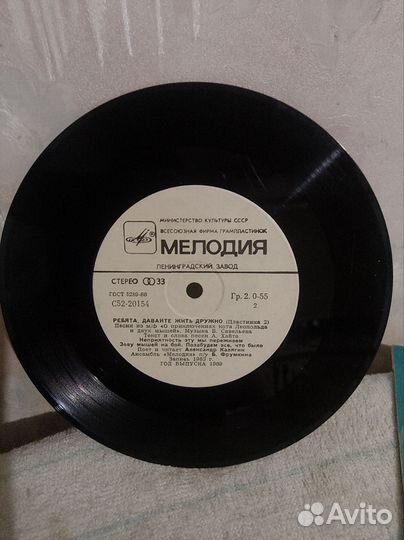 МИНИСТЕРСТВО КУЛЬТУРЫ СССР
ВСЕСОЮЗНАЯ ФИРМА ГРАМПЛАСТИНОК
МЕЛОДИЯ
ЛЕНИНГРАДСКИЙ ЗАВОД
СТЕРЕО 33
ГОСТ 5289-88
Гр. 2. 0-55
С52-20154
2
РЕБЯТА, ДАВАЙТЕ ЖИТЬ ДРУЖНО (Пластинка 2)
Песни из м/ф «О приключениях кота Леопольда
и двух мышей». Музыка Б. Савельева
Текст и слова песен А. Хайта
Неприятность эту мы переживем
Зову мышей на бой. Позабудем все, что было
Поет и читает Александр Калягин
Ансамбль «Мелодия» п/у Б. Фрумкина
Запись 1983 г.
ГОД ВЫПУСКА 1989
Avito